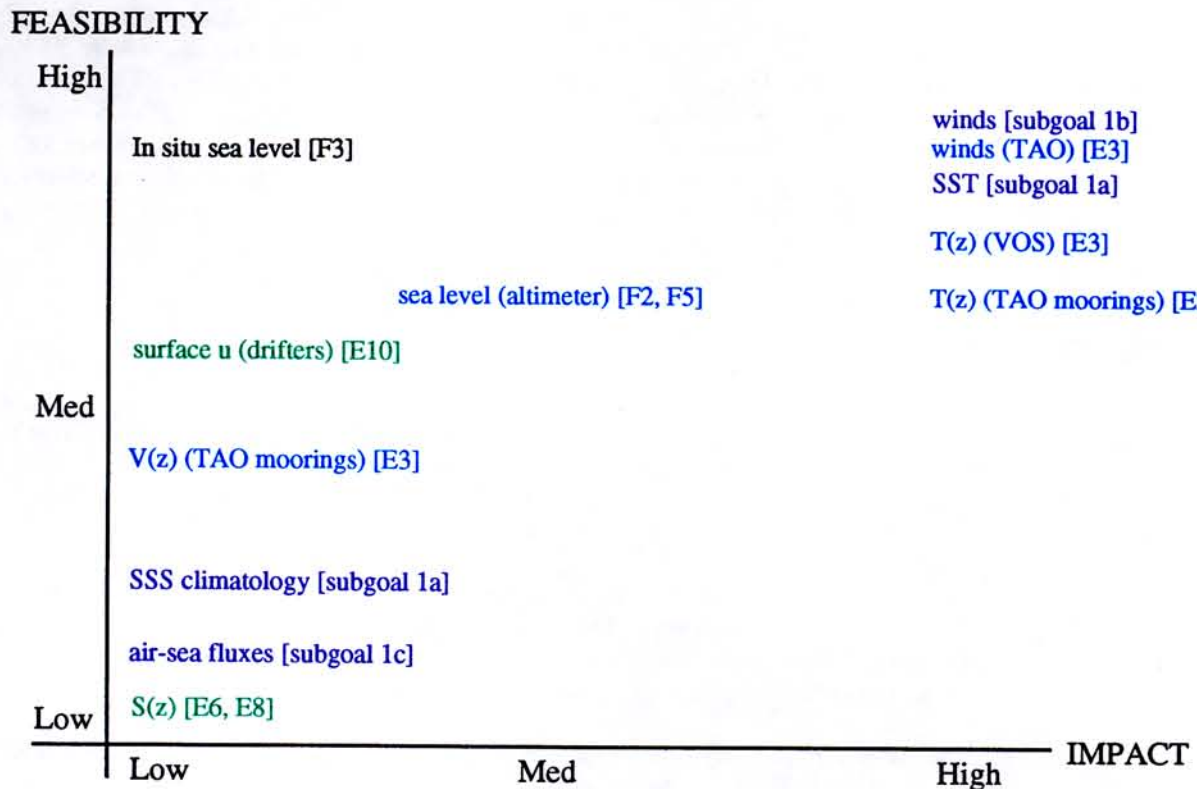 FEASIBILITY
High
winds [subgoal 1b]
In situ sea level [F3]
winds (TAO) [E3]
SST [subgoal 1a]
T(z) (VOS) [E3]
sea level (altimeter) [F2, F5]
T(z) (TAO moorings) [E
surface u (drifters) [E10]
Med
V(z) (TAO moorings) [E3]
SSS climatology [subgoal 1a]
air-sea fluxes [subgoal 1c]
S(z) [E6, E8]
Low
IMPACT
Low
Med
High